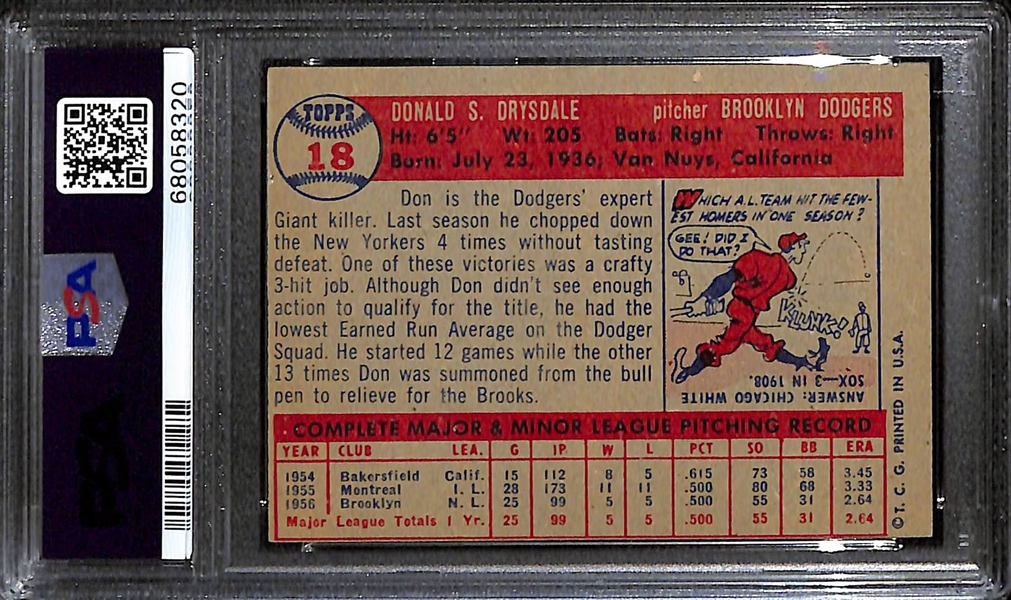 68058320
PSA
PSA
TOPPS
18
DONALD S. DRYSDALE pitcher BROOKLYN DODGERS
Ht: 6'5" Wt: 205 Bats: Right Throws: Right
Born: July 23, 1936; Van Nuys, California
Don is the Dodgers' expert
Giant killer. Last season he chopped down
the New Yorkers 4 times without tasting
defeat. One of these victories was a crafty
3-hit job. Although Don didn't see enough
action to qualify for the title, he had the
lowest Earned Run Average on the Dodger
Squad. He started 12 games while the other
13 times Don was summoned from the bull
pen to relieve for the Brooks.
WHICH A.L. TEAM HIT THE FEW-
EST HOMERS IN ONE SEASON?
GEE! DID I
DO THAT?
KLUNK!
ANSWER: CHICAGO WHITE
SOX—3 IN 1908.
COMPLETE MAJOR & MINOR LEAGUE PITCHING RECORD
YEAR CLUB LEA. G IP W L PCT SO BB ERA
1954 Bakersfield Calif. 15 112 8 5 .615 73 58 3.45
1955 Montreal I. L. 28 173 11 11 .500 80 68 3.33
1956 Brooklyn N. L. 25 99 5 5 .500 55 31 2.64
Major League Totals 1 Yr. 25 99 5 5 .500 55 31 2.64
© T. C. G. PRINTED IN U.S.A.